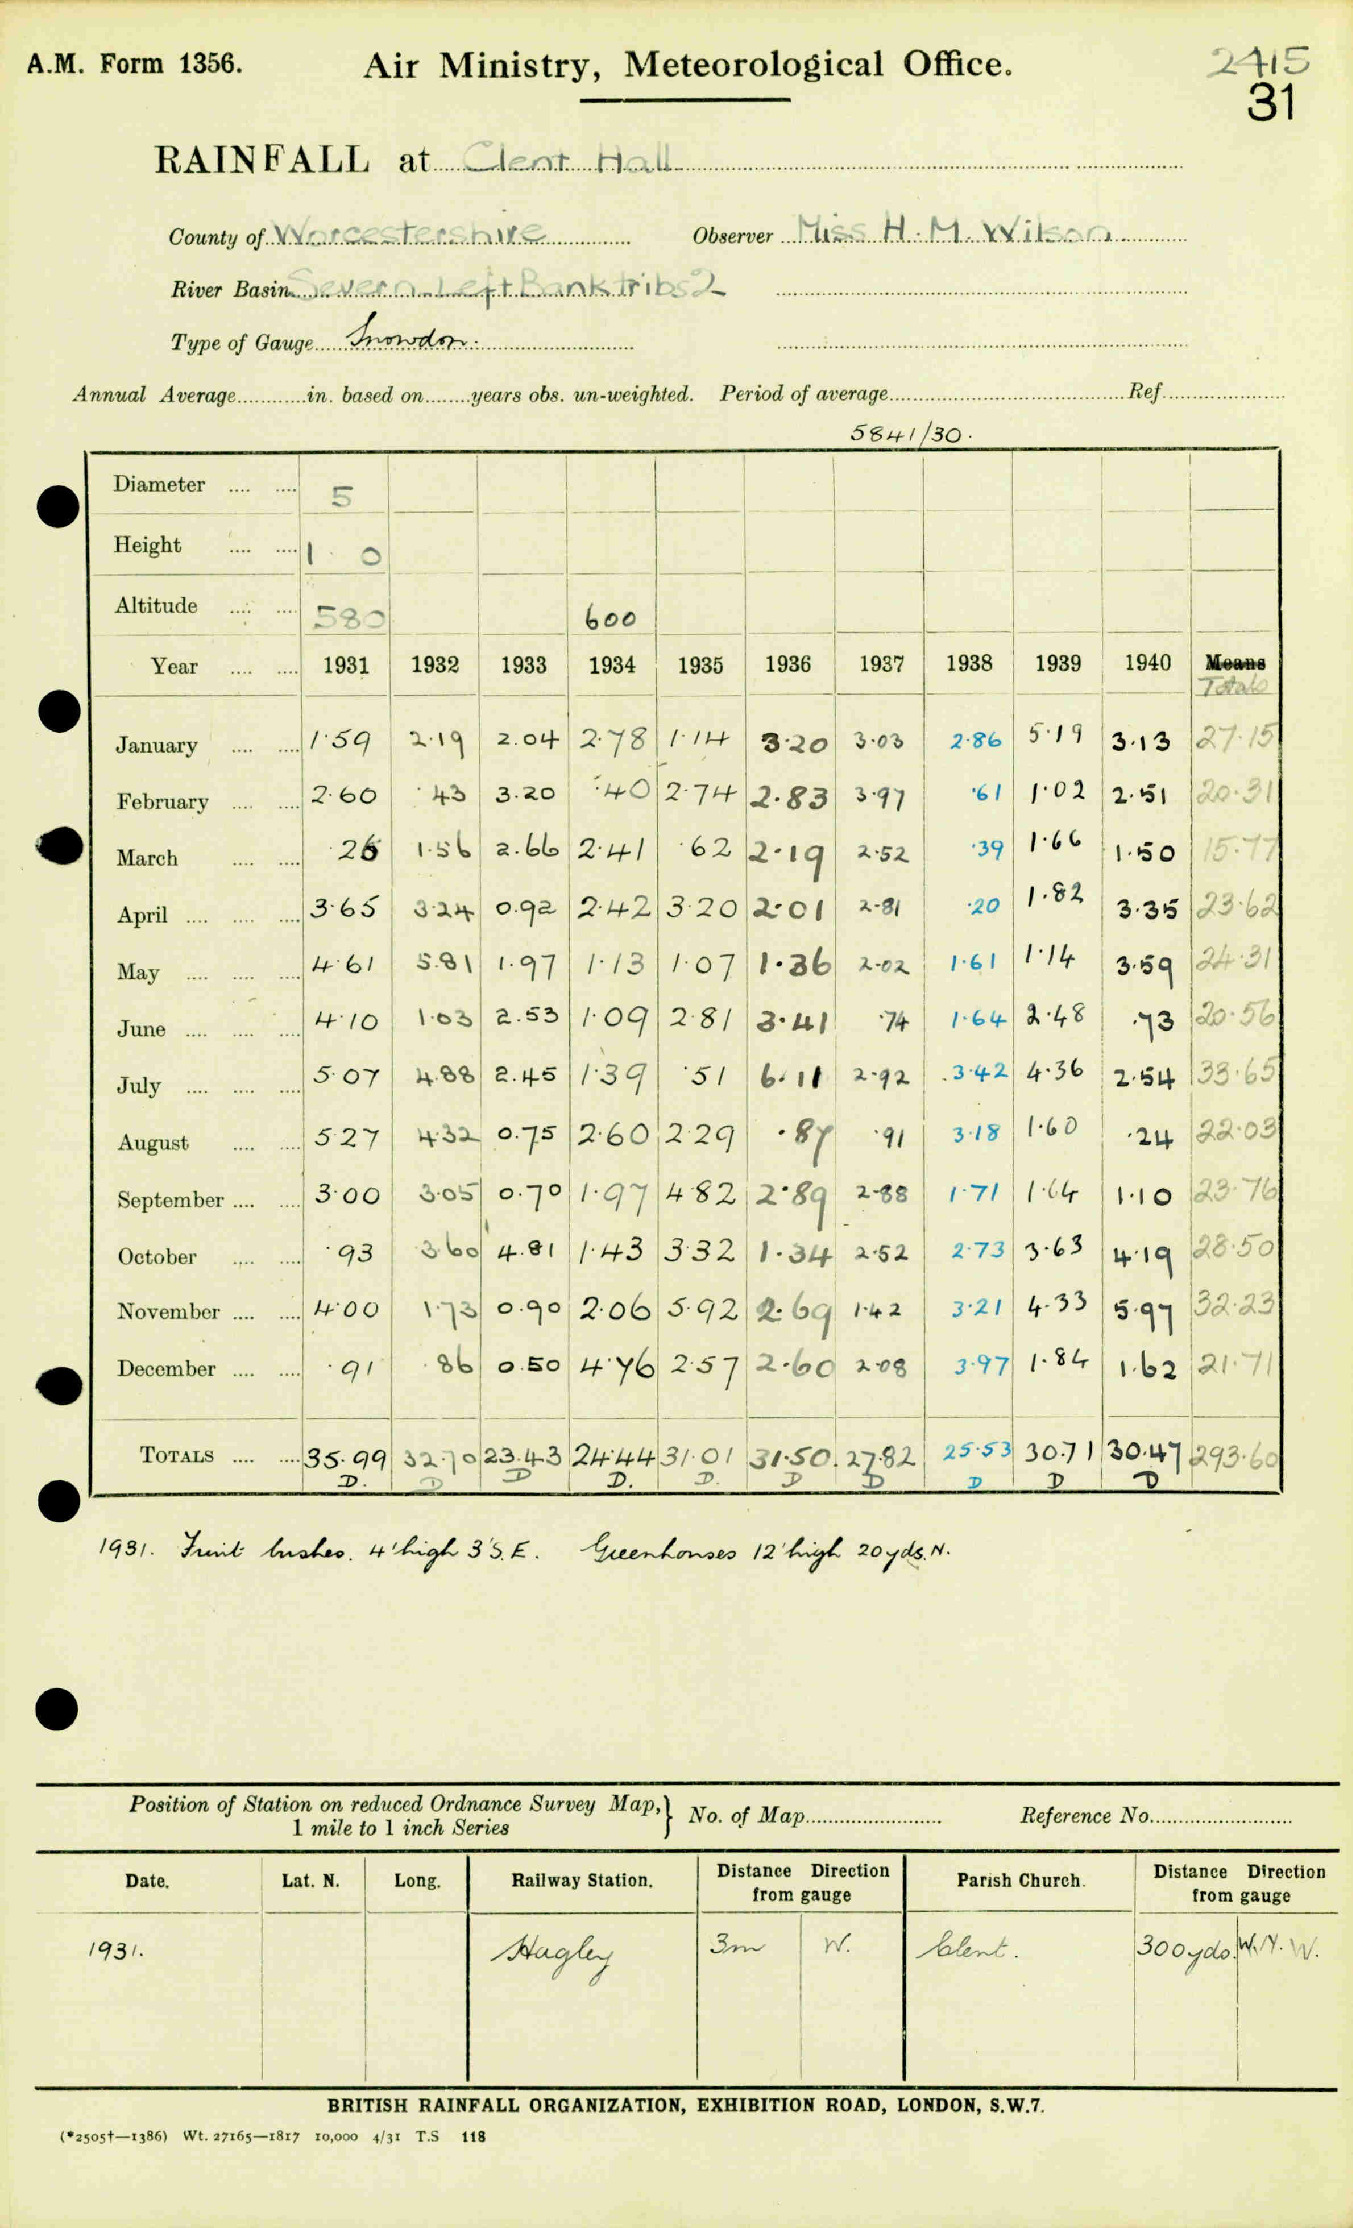 A.M. Form 1356. Air Ministry, Meteorological Office. 2415
31
RAINFALL at Clent Hall
County of Worcestershire Observer Miss H. M. Wilson
River Basin Severn Left Bank tribs 2
Type of Gauge Snowdon.
Annual Average in. based on years obs. un-weighted. Period of average Ref
5841/30.
Diameter 5
Height 1 0
Altitude 580 600
Year 1931 1932 1933 1934 1935 1936 1937 1938 1939 1940 Means
Totals
January 1.59 2.19 2.04 2.78 1.14 3.20 3.03 2.86 5.19 3.13 27.15
February 2.60 .43 3.20 .40 2.74 2.83 3.97 .61 1.02 2.51 20.31
March .26 1.56 2.66 2.41 .62 2.19 2.52 .39 1.66 1.50 15.77
April 3.65 3.24 0.92 2.42 3.20 2.01 2.81 .20 1.82 3.35 23.62
May 4.61 5.81 1.97 1.13 1.07 1.36 2.02 1.61 1.14 3.59 24.31
June 4.10 1.03 2.53 1.09 2.81 3.41 .74 1.64 2.48 .73 20.56
July 5.07 4.88 2.45 1.39 .51 6.11 2.92 3.42 4.36 2.54 33.65
August 5.27 4.32 0.75 2.60 2.29 .87 .91 3.18 1.60 .24 22.03
September 3.00 3.05 0.70 1.97 4.82 2.89 2.88 1.71 1.64 1.10 23.76
October .93 3.60 4.81 1.43 3.32 1.34 2.52 2.73 3.63 4.19 28.50
November 4.00 1.73 0.90 2.06 5.92 2.69 1.42 3.21 4.33 5.97 32.23
December .91 .86 0.50 4.76 2.57 2.60 2.08 3.97 1.84 1.62 21.71
TOTALS 35.99 32.70 23.43 24.44 31.01 31.50 27.82 25.53 30.71 30.47 293.60
D. D D D. D. D D D D D
1931. Fruit bushes. 4' high 3' S.E. Greenhouses 12' high 20 yds. N.
Position of Station on reduced Ordnance Survey Map, } No. of Map Reference No.
1 mile to 1 inch Series
Date. Lat. N. Long. Railway Station. Distance Direction from gauge Parish Church. Distance Direction from gauge
1931. Hagley 3m W. Clent. 300 yds. W.N.W.
BRITISH RAINFALL ORGANIZATION, EXHIBITION ROAD, LONDON, S.W.7.
(*2505†—1386) Wt. 27165—1817 10,000 4/31 T.S 118